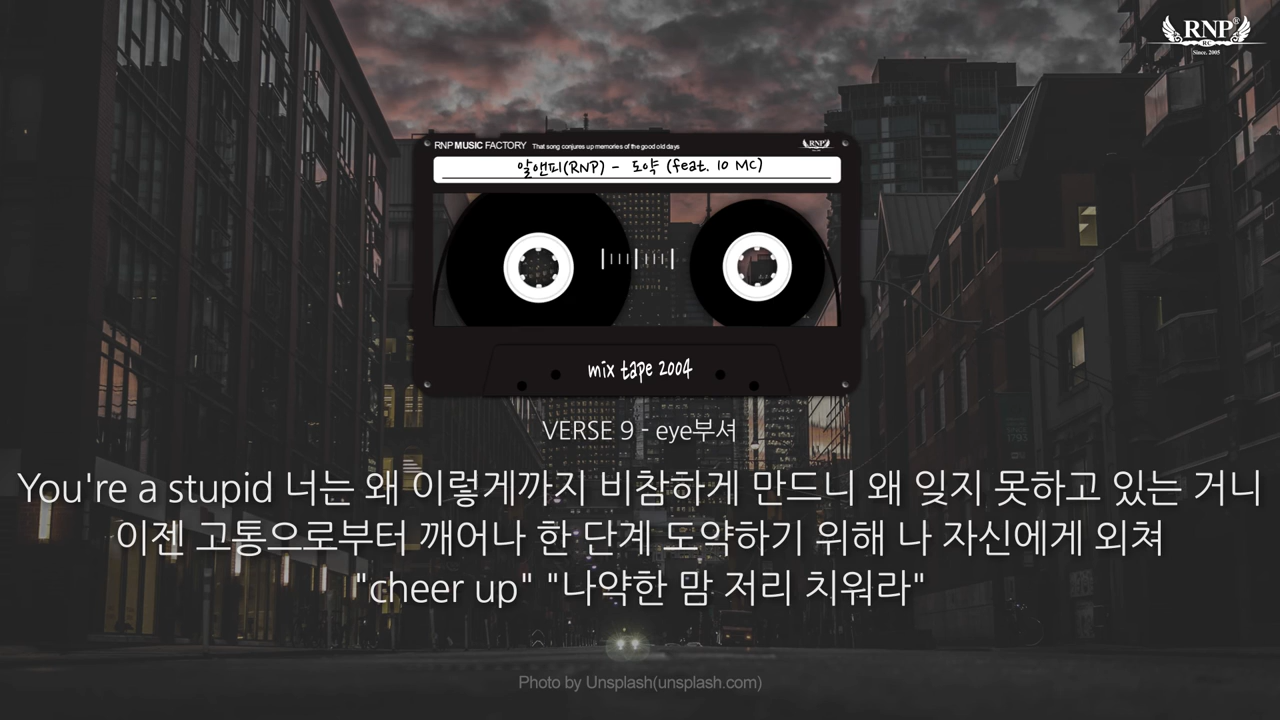 RNP®
RC
Since. 2005
RNP MUSIC FACTORY That song conjures up memories of the good old days
RNP
알앤피(RNP) - 도약 (feat. 10 MC)
mix tape 2004
VERSE 9 - eye부셔
You're a stupid 너는 왜 이렇게까지 비참하게 만드니 왜 잊지 못하고 있는 거니
이젠 고통으로부터 깨어나 한 단계 도약하기 위해 나 자신에게 외쳐
"cheer up" "나약한 맘 저리 치워라"
Photo by Unsplash(unsplash.com)